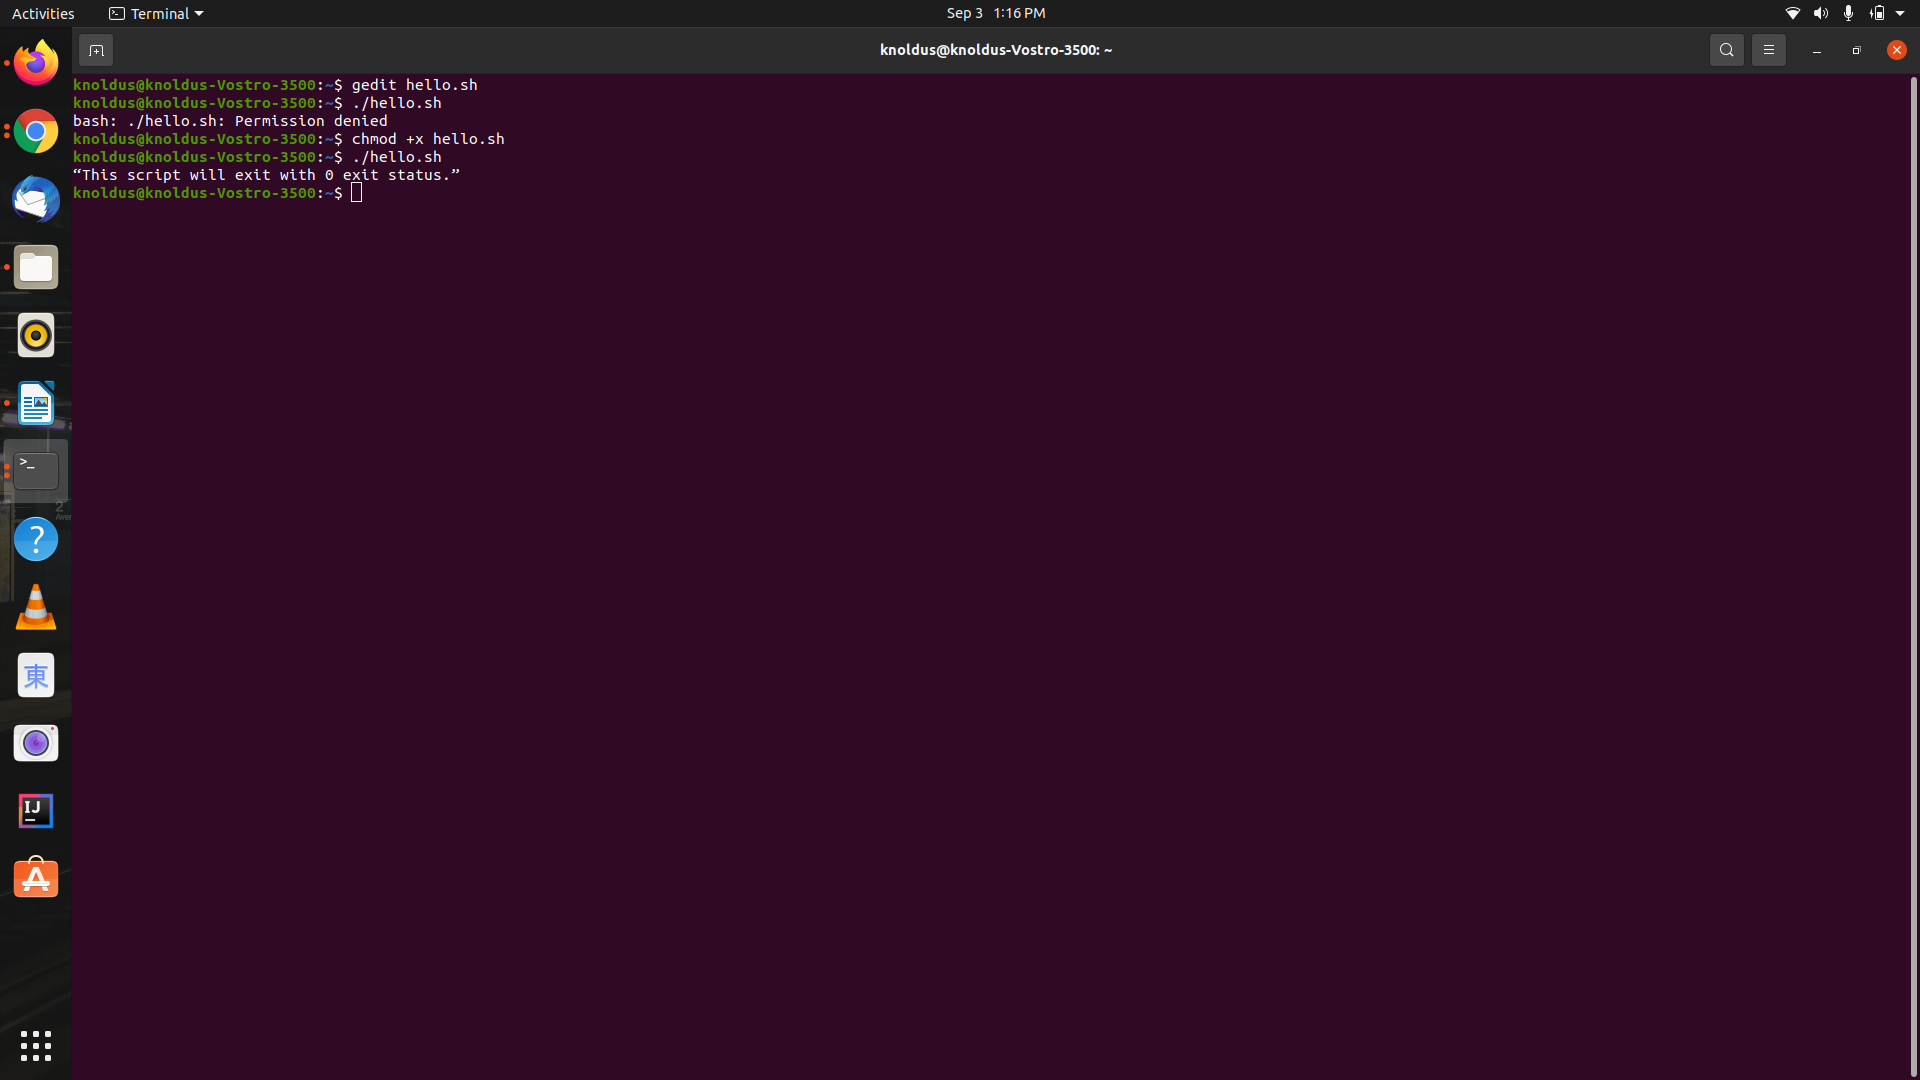 Activities
Terminal
Sep 3 1:16 PM
knoldus@knoldus-Vostro-3500: ~
knoldus@knoldus-Vostro-3500:~$ gedit hello.sh
knoldus@knoldus-Vostro-3500:~$ ./hello.sh
bash: ./hello.sh: Permission denied
knoldus@knoldus-Vostro-3500:~$ chmod +x hello.sh
knoldus@knoldus-Vostro-3500:~$ ./hello.sh
“This script will exit with 0 exit status.”
knoldus@knoldus-Vostro-3500:~$
>_
2
Aver
?
東
IJ